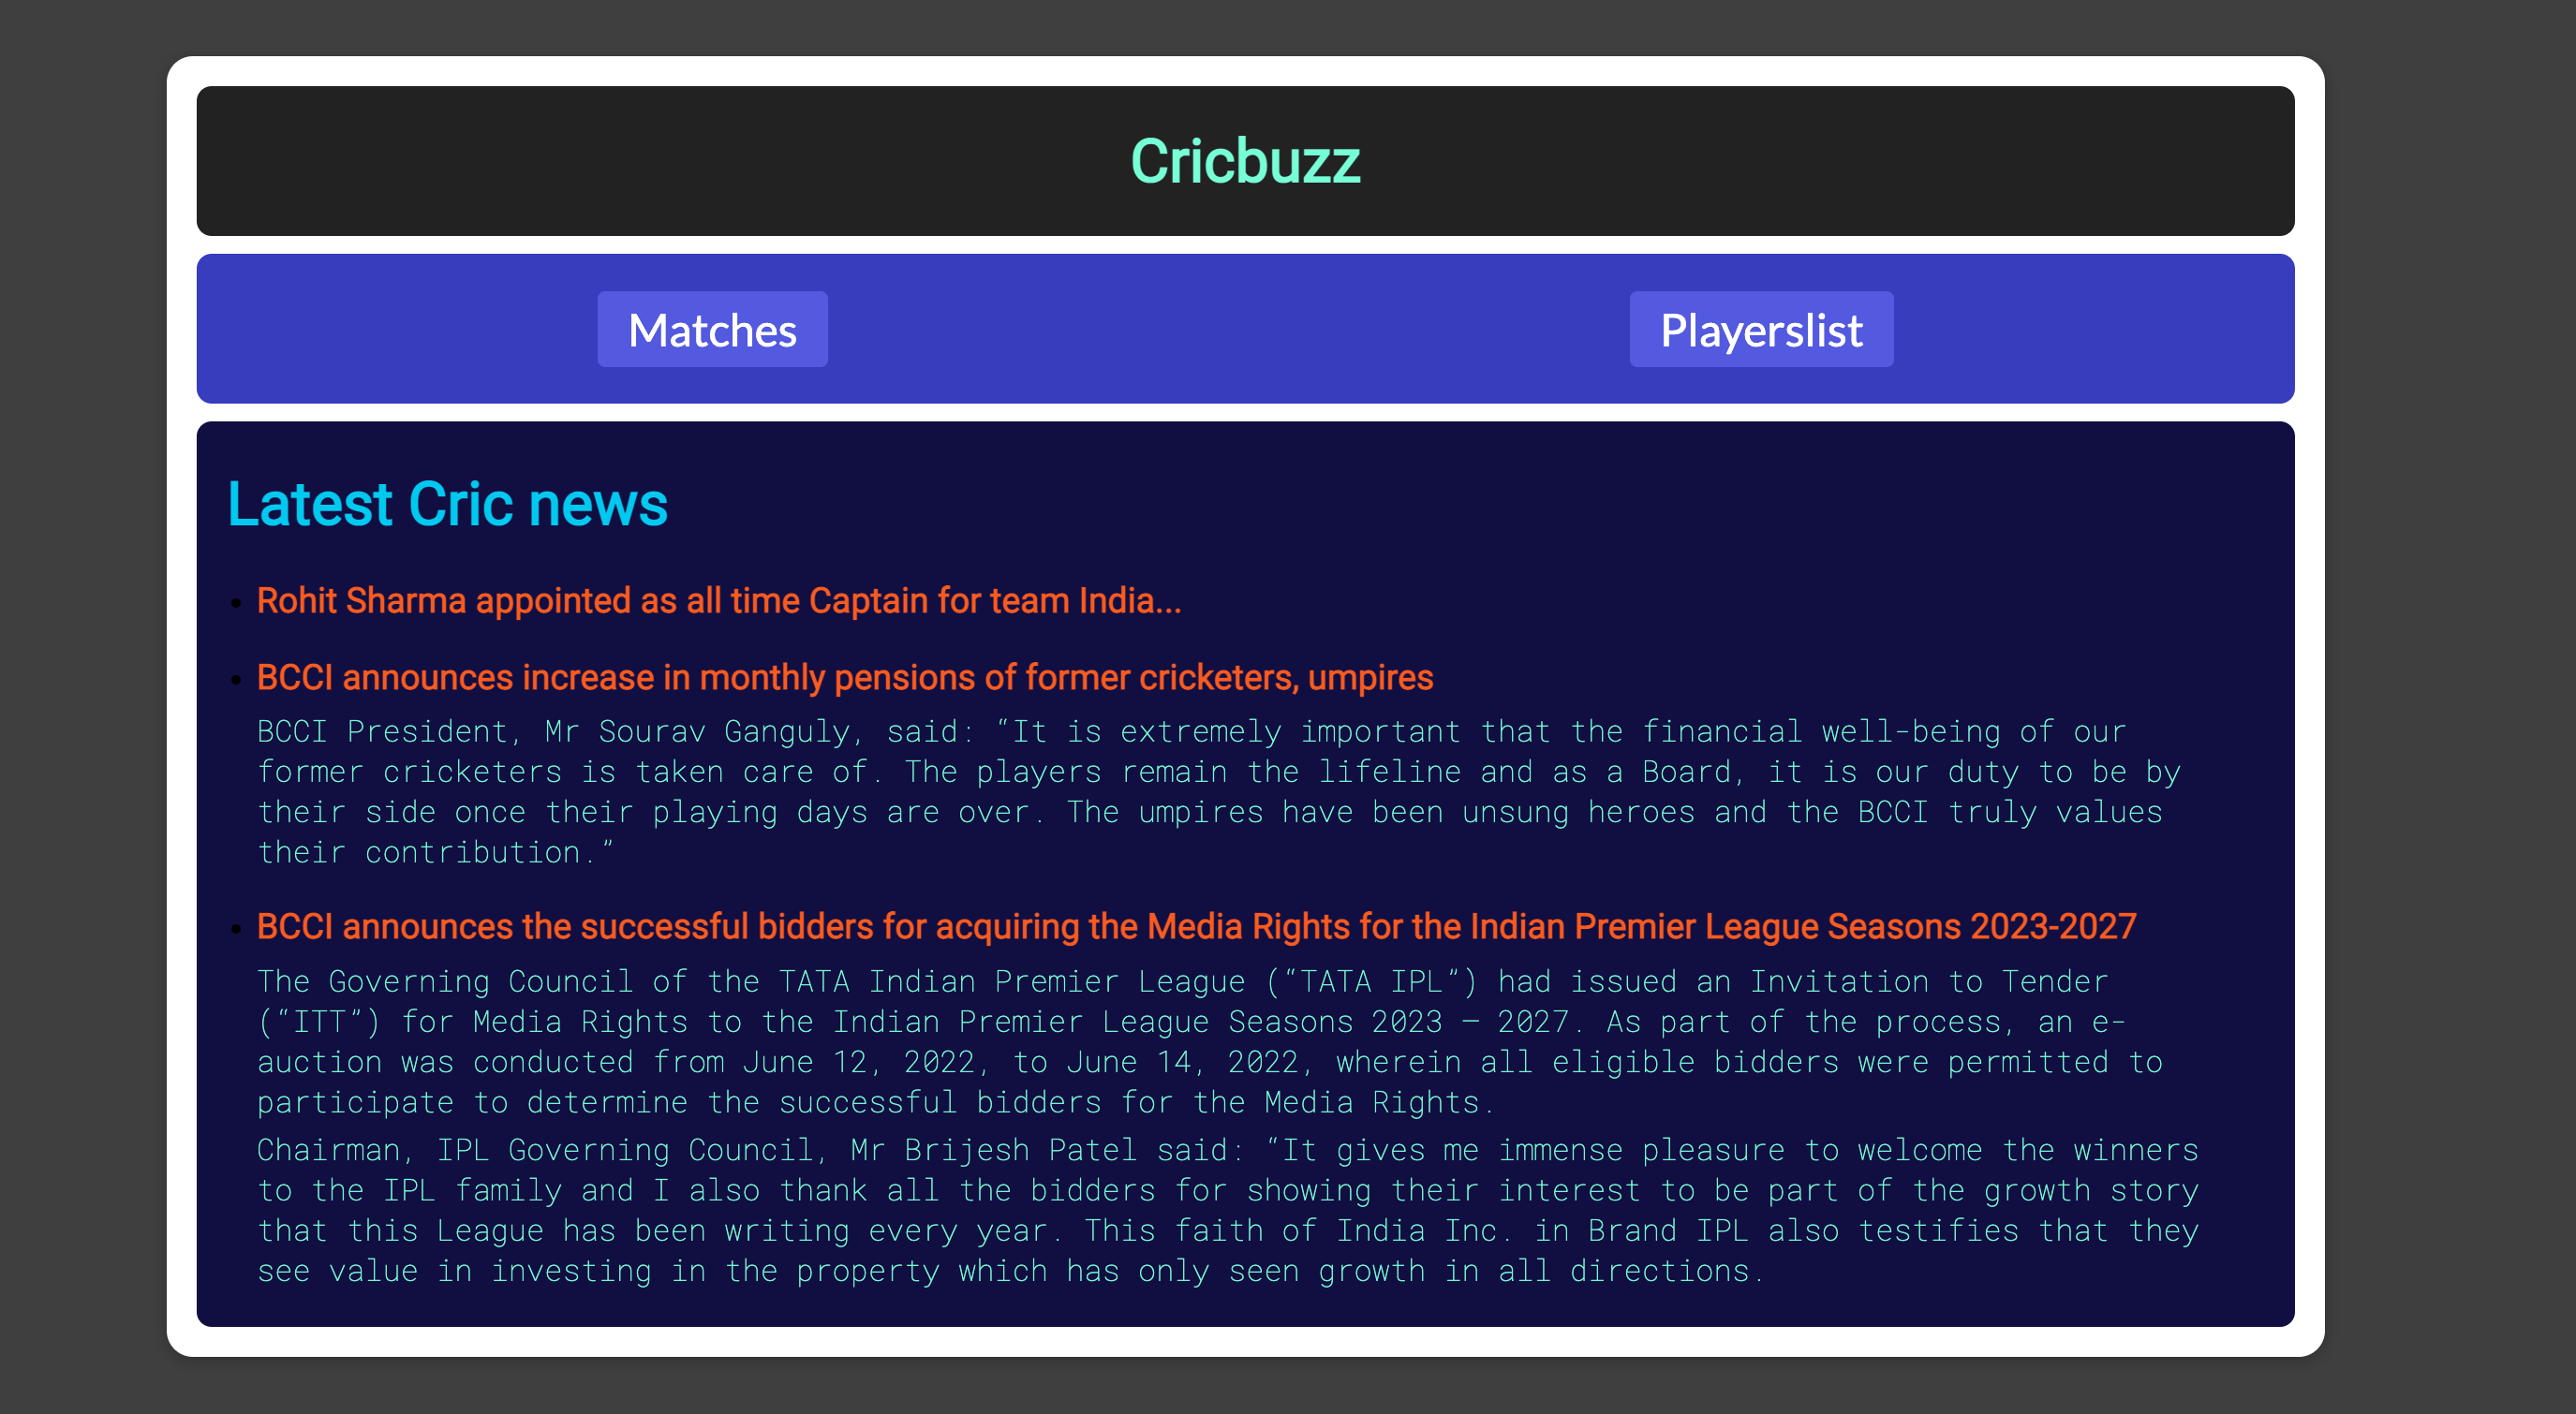 Cricbuzz
Matches
Playerslist
Latest Cric news
Rohit Sharma appointed as all time Captain for team India...
BCCI announces increase in monthly pensions of former cricketers, umpires
BCCI President, Mr Sourav Ganguly, said: “It is extremely important that the financial well-being of our
former cricketers is taken care of. The players remain the lifeline and as a Board, it is our duty to be by
their side once their playing days are over. The umpires have been unsung heroes and the BCCI truly values
their contribution.”
BCCI announces the successful bidders for acquiring the Media Rights for the Indian Premier League Seasons 2023-2027
The Governing Council of the TATA Indian Premier League (“TATA IPL”) had issued an Invitation to Tender
(“ITT”) for Media Rights to the Indian Premier League Seasons 2023 – 2027. As part of the process, an e-
auction was conducted from June 12, 2022, to June 14, 2022, wherein all eligible bidders were permitted to
participate to determine the successful bidders for the Media Rights.
Chairman, IPL Governing Council, Mr Brijesh Patel said: “It gives me immense pleasure to welcome the winners
to the IPL family and I also thank all the bidders for showing their interest to be part of the growth story
that this League has been writing every year. This faith of India Inc. in Brand IPL also testifies that they
see value in investing in the property which has only seen growth in all directions.